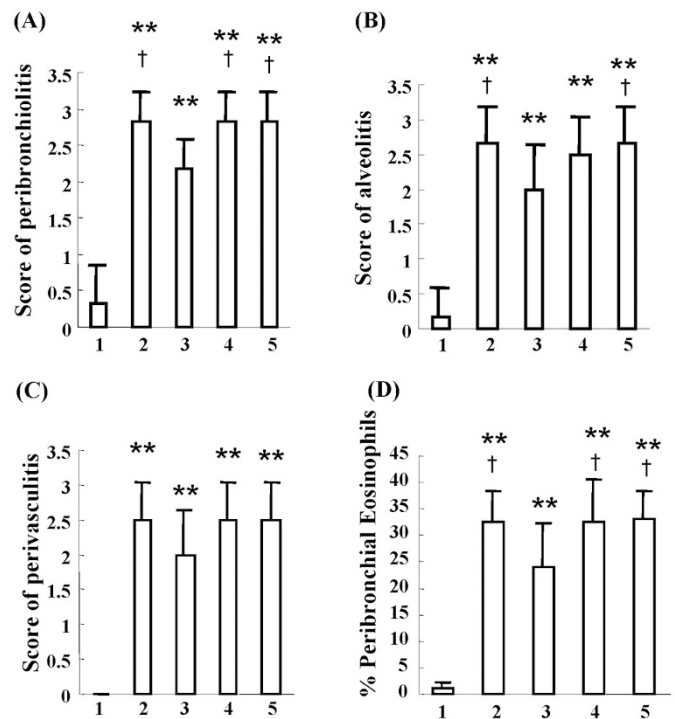 (A)
** ** **
† ** † †
Score of peribronchiolitis
3.5
3
2.5
2
1.5
1
0.5
0
1 2 3 4 5
(B)
** ** ** **
† †
Score of alveolitis
3.5
3
2.5
2
1.5
1
0.5
0
1 2 3 4 5
(C)
** ** ** **
Score of perivasculitis
3.5
3
2.5
2
1.5
1
0.5
0
1 2 3 4 5
(D)
** ** ** **
† † †
% Peribronchial Eosinophils
45
40
35
30
25
20
15
10
5
0
1 2 3 4 5